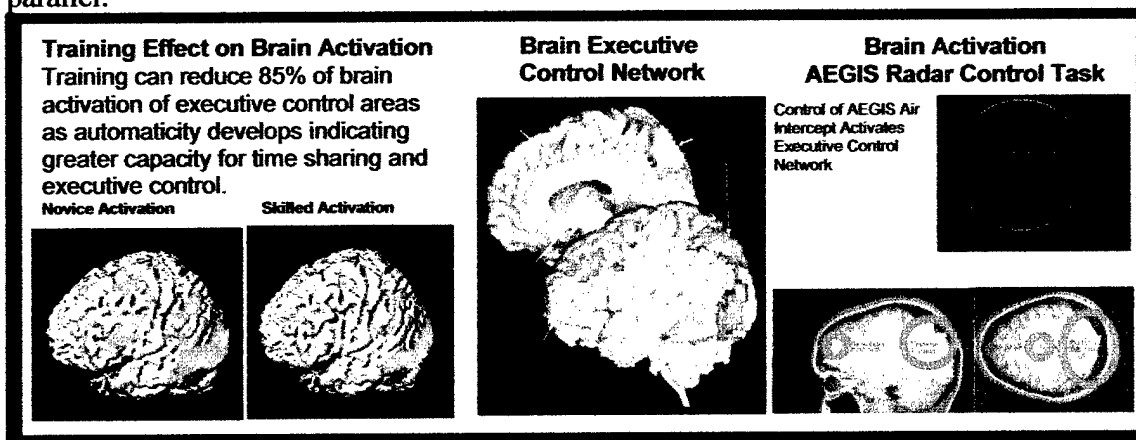 parallel.
Training Effect on Brain Activation
Training can reduce 85% of brain
activation of executive control areas
as automaticity develops indicating
greater capacity for time sharing and
executive control.
Novice Activation
Skilled Activation
Brain Executive
Control Network
Brain Activation
AEGIS Radar Control Task
Control of AEGIS Air
Intercept Activates
Executive Control
Network